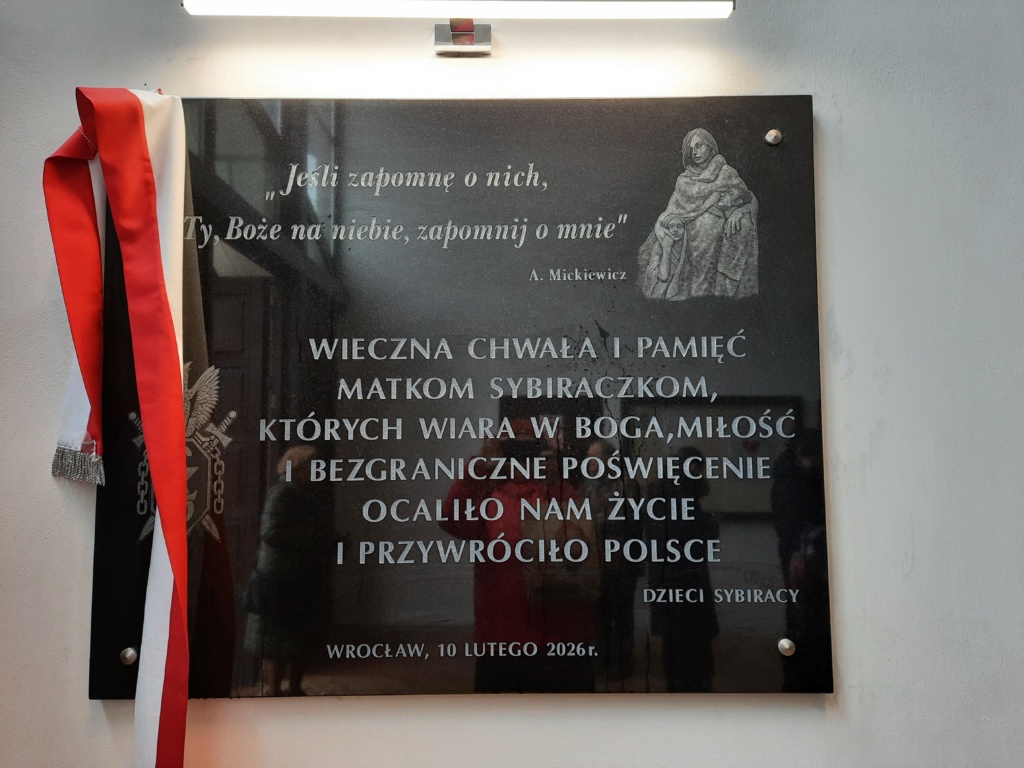 „Jeśli zapomnę o nich,
Ty, Boże na niebie, zapomnij o mnie"
A. Mickiewicz
WIECZNA CHWAŁA I PAMIĘĆ
MATKOM SYBIRACZKOM,
KTÓRYCH WIARA W BOGA,MIŁOŚĆ
I BEZGRANICZNE POŚWIĘCENIE
OCALIŁO NAM ŻYCIE
I PRZYWRÓCIŁO POLSCE
DZIECI SYBIRACY
WROCŁAW, 10 LUTEGO 2026r.